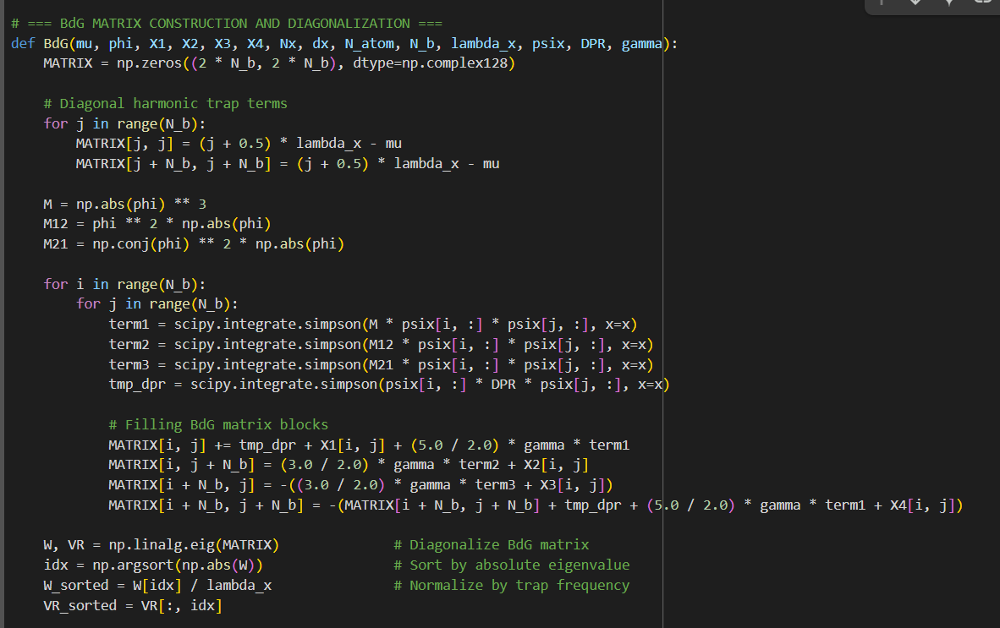 # === BdG MATRIX CONSTRUCTION AND DIAGONALIZATION ===
def BdG(mu, phi, X1, X2, X3, X4, Nx, dx, N_atom, N_b, lambda_x, psix, DPR, gamma):
    MATRIX = np.zeros((2 * N_b, 2 * N_b), dtype=np.complex128)
    # Diagonal harmonic trap terms
    for j in range(N_b):
        MATRIX[j, j] = (j + 0.5) * lambda_x - mu
        MATRIX[j + N_b, j + N_b] = (j + 0.5) * lambda_x - mu
    M = np.abs(phi) ** 3
    M12 = phi ** 2 * np.abs(phi)
    M21 = np.conj(phi) ** 2 * np.abs(phi)
    for i in range(N_b):
        for j in range(N_b):
            term1 = scipy.integrate.simpson(M * psix[i, :] * psix[j, :], x=x)
            term2 = scipy.integrate.simpson(M12 * psix[i, :] * psix[j, :], x=x)
            term3 = scipy.integrate.simpson(M21 * psix[i, :] * psix[j, :], x=x)
            tmp_dpr = scipy.integrate.simpson(psix[i, :] * DPR * psix[j, :], x=x)
            # Filling BdG matrix blocks
            MATRIX[i, j] += tmp_dpr + X1[i, j] + (5.0 / 2.0) * gamma * term1
            MATRIX[i, j + N_b] = (3.0 / 2.0) * gamma * term2 + X2[i, j]
            MATRIX[i + N_b, j] = -((3.0 / 2.0) * gamma * term3 + X3[i, j])
            MATRIX[i + N_b, j + N_b] = -(MATRIX[i + N_b, j + N_b] + tmp_dpr + (5.0 / 2.0) * gamma * term1 + X4[i, j])
    W, VR = np.linalg.eig(MATRIX)              # Diagonalize BdG matrix
    idx = np.argsort(np.abs(W))                # Sort by absolute eigenvalue
    W_sorted = W[idx] / lambda_x               # Normalize by trap frequency
    VR_sorted = VR[:, idx]